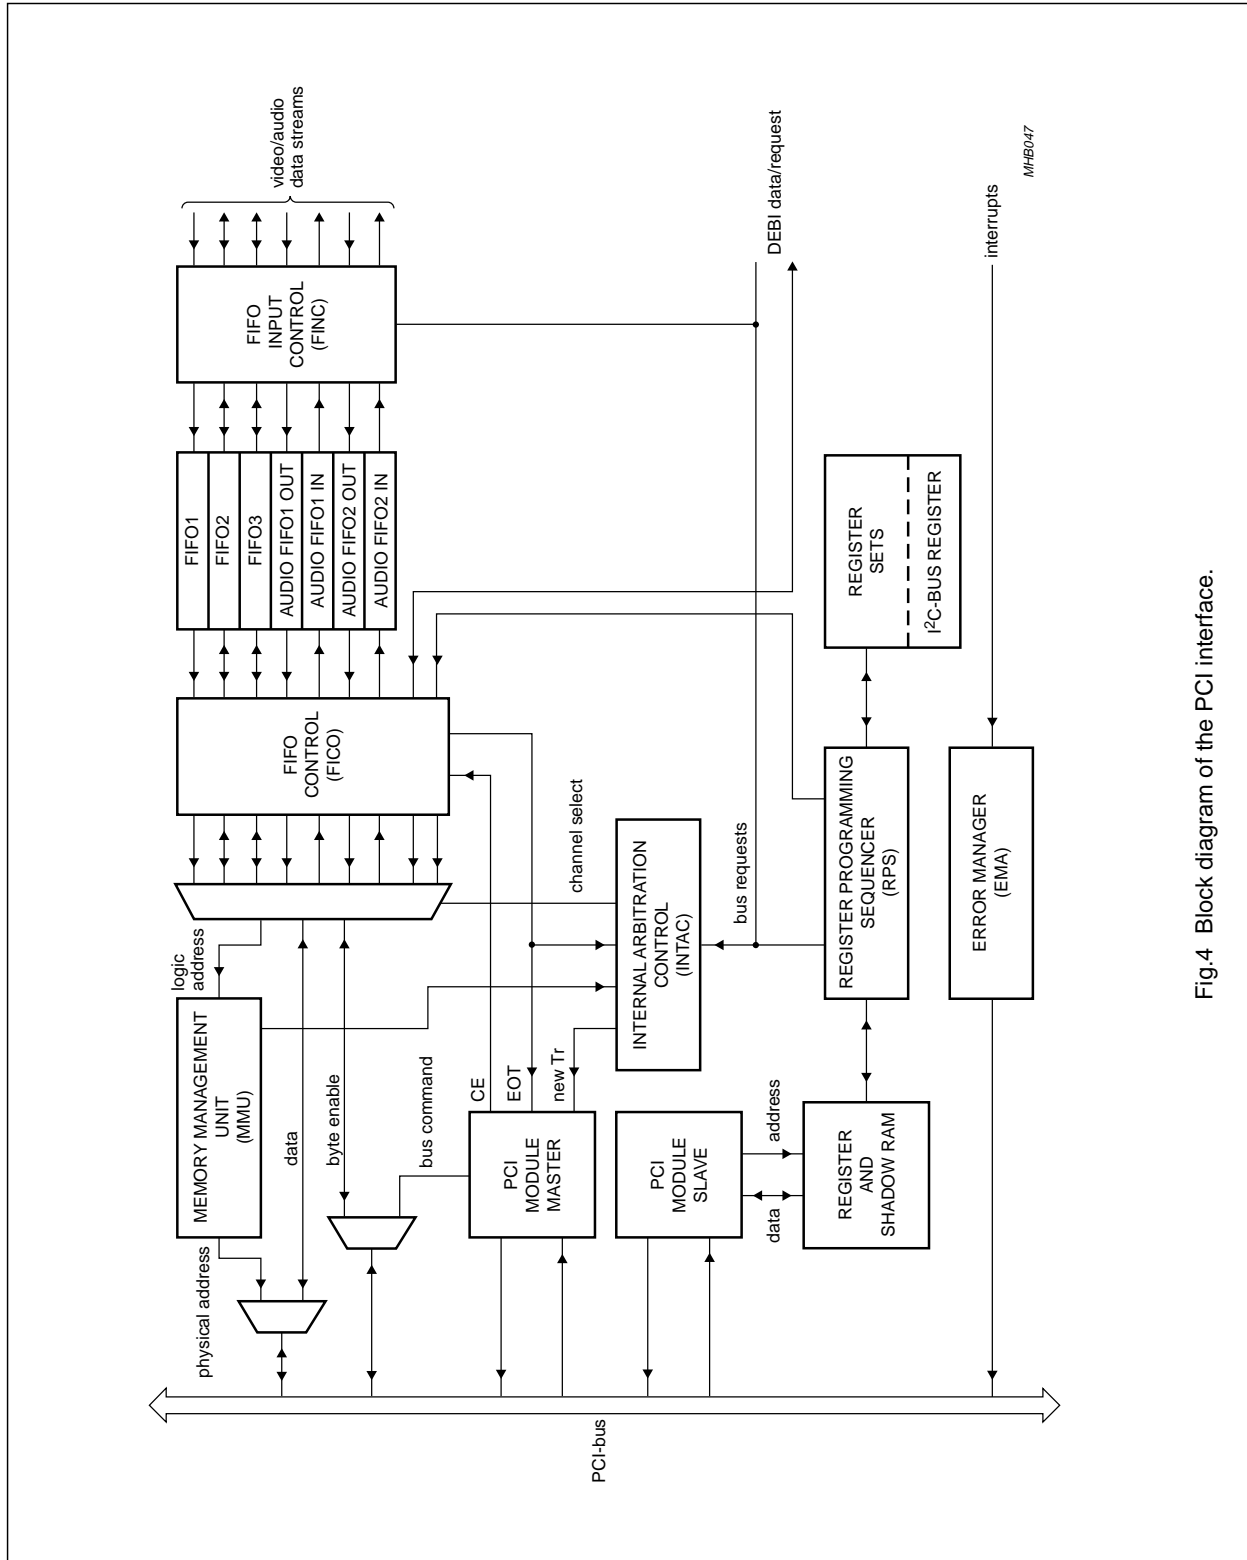 PCI-bus
physical address
MEMORY MANAGEMENT
UNIT
(MMU)
logic
address
data
byte enable
bus command
FIFO
CONTROL
(FICO)
FIFO1
FIFO2
FIFO3
AUDIO FIFO1 OUT
AUDIO FIFO1 IN
AUDIO FIFO2 OUT
AUDIO FIFO2 IN
FIFO
INPUT
CONTROL
(FINC)
video/audio
data streams
PCI
MODULE
MASTER
CE
EOT
new Tr
channel select
INTERNAL ARBITRATION
CONTROL
(INTAC)
bus requests
DEBI data/request
PCI
MODULE
SLAVE
data
address
REGISTER
AND
SHADOW RAM
REGISTER PROGRAMMING
SEQUENCER
(RPS)
REGISTER
SETS
I²C-BUS REGISTER
ERROR MANAGER
(EMA)
interrupts
MHB047
Fig.4 Block diagram of the PCI interface.